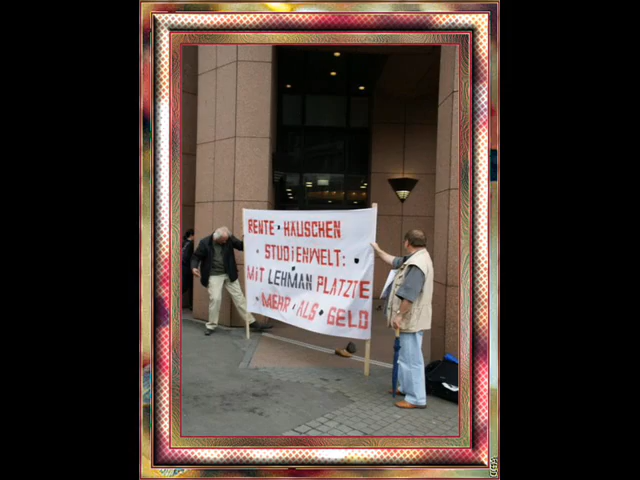 RENTE · HÄUSCHEN
· STUDiENWELT:
MiT LEHMAN PLATZTE
· MEHR · ALS · GELD